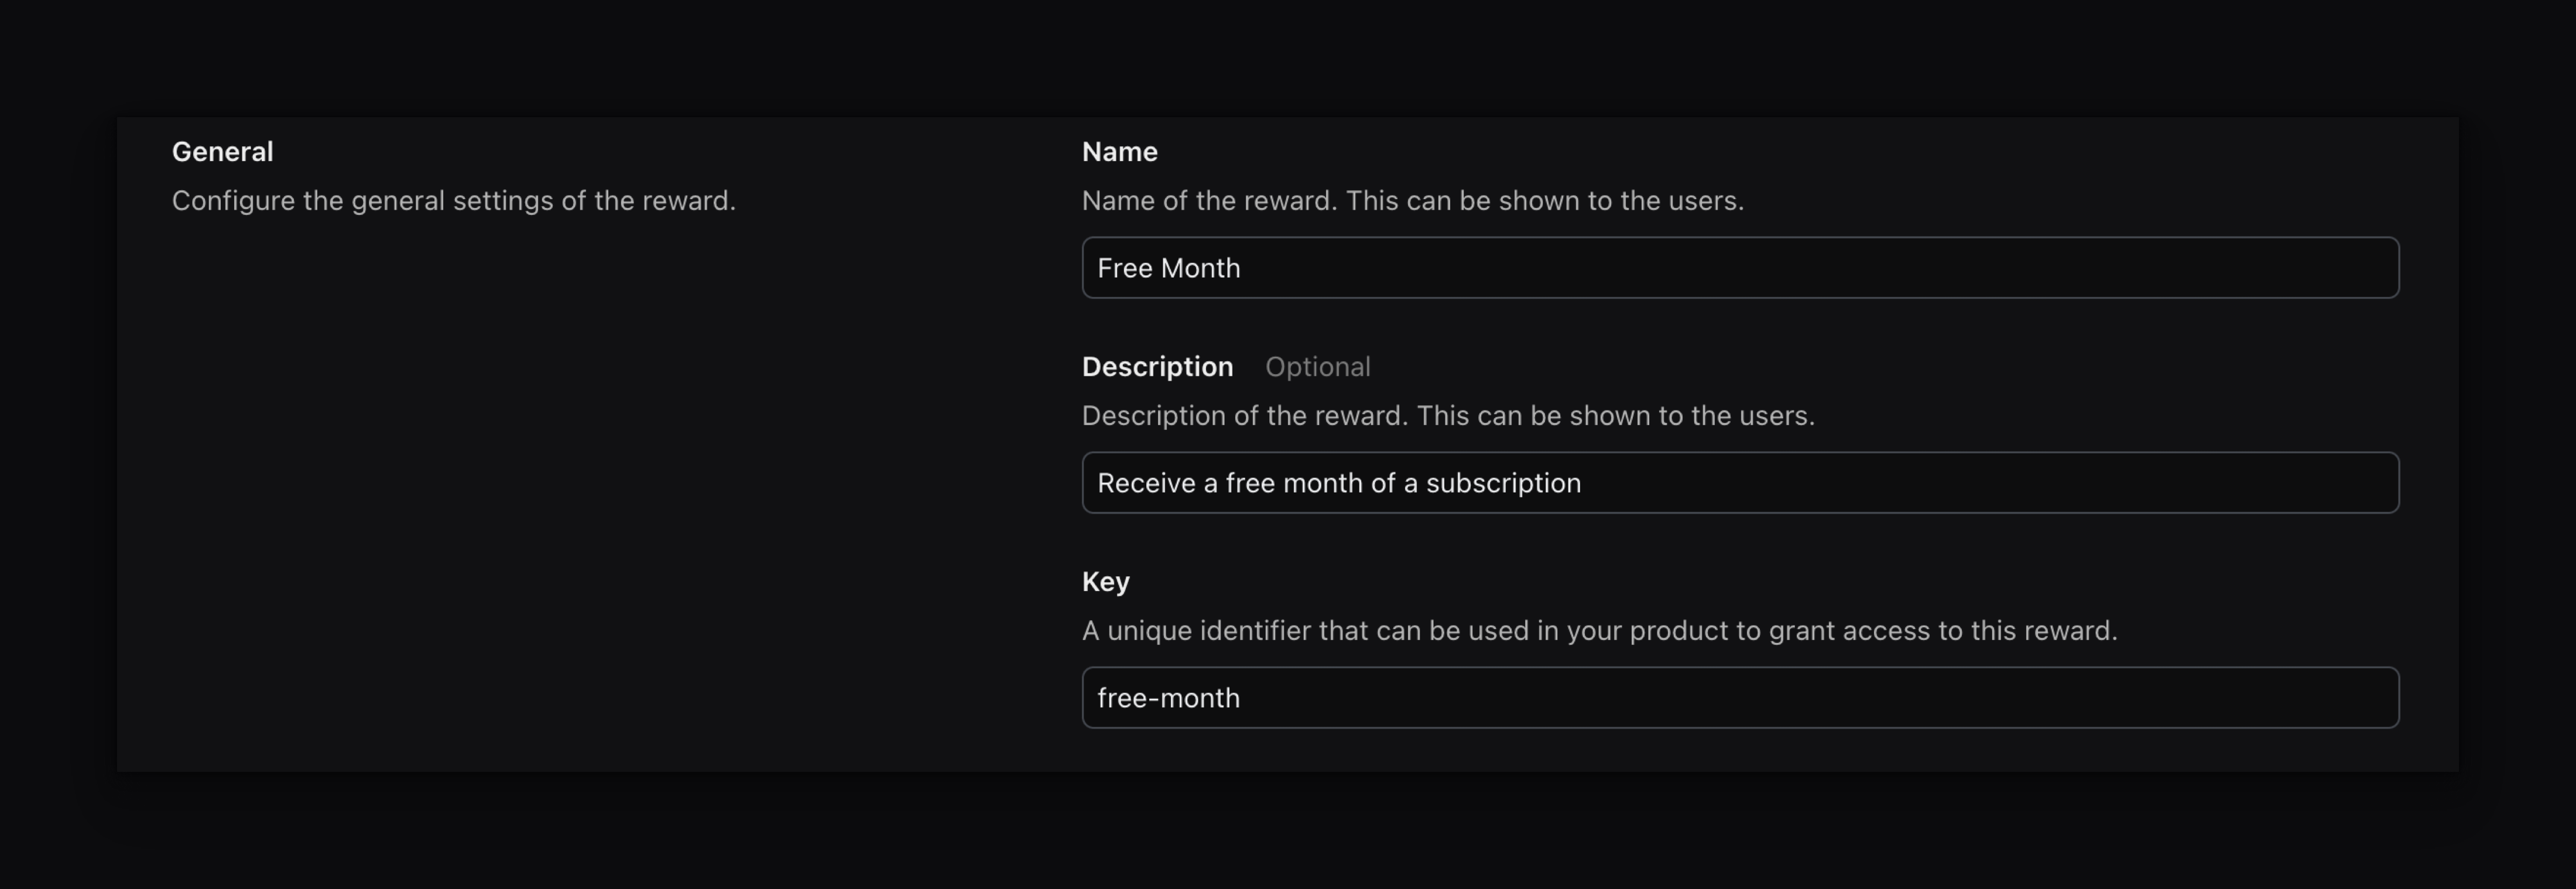 General
Configure the general settings of the reward.
Name
Name of the reward. This can be shown to the users.
Free Month
Description Optional
Description of the reward. This can be shown to the users.
Receive a free month of a subscription
Key
A unique identifier that can be used in your product to grant access to this reward.
free-month